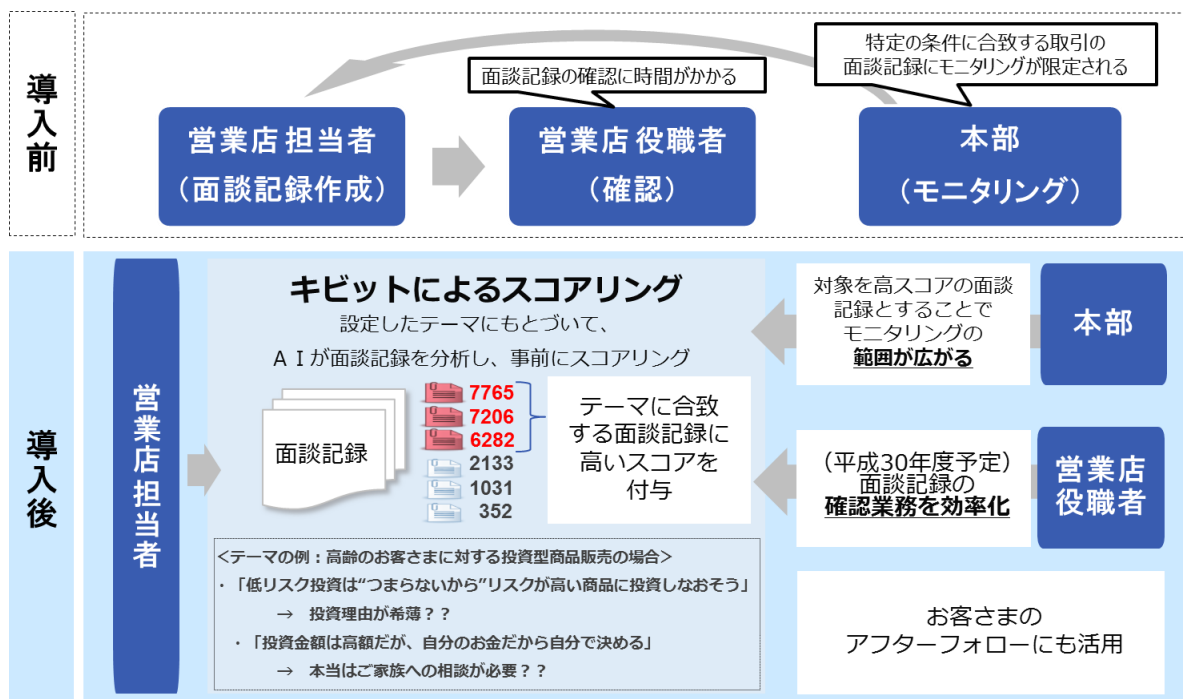 導入前
特定の条件に合致する取引の
面談記録にモニタリングが限定される
面談記録の確認に時間がかかる
営業店 担当者
（面談記録作成）
営業店 役職者
（確認）
本部
（モニタリング）
導入後
営業店担当者
キビットによるスコアリング
設定したテーマにもとづいて、
ＡＩが面談記録を分析し、事前にスコアリング
面談記録
7765
7206
6282
2133
1031
352
テーマに合致
する面談記録に
高いスコアを
付与
＜テーマの例：高齢のお客さまに対する投資型商品販売の場合＞
・「低リスク投資は“つまらないから”リスクが高い商品に投資しなおそう」
→ 投資理由が希薄？？
・「投資金額は高額だが、自分のお金だから自分で決める」
→ 本当はご家族への相談が必要？？
対象を高スコアの面談
記録とすることで
モニタリングの
範囲が広がる
本部
（平成30年度予定）
面談記録の
確認業務を効率化
営業店
役職者
お客さまの
アフターフォローにも活用